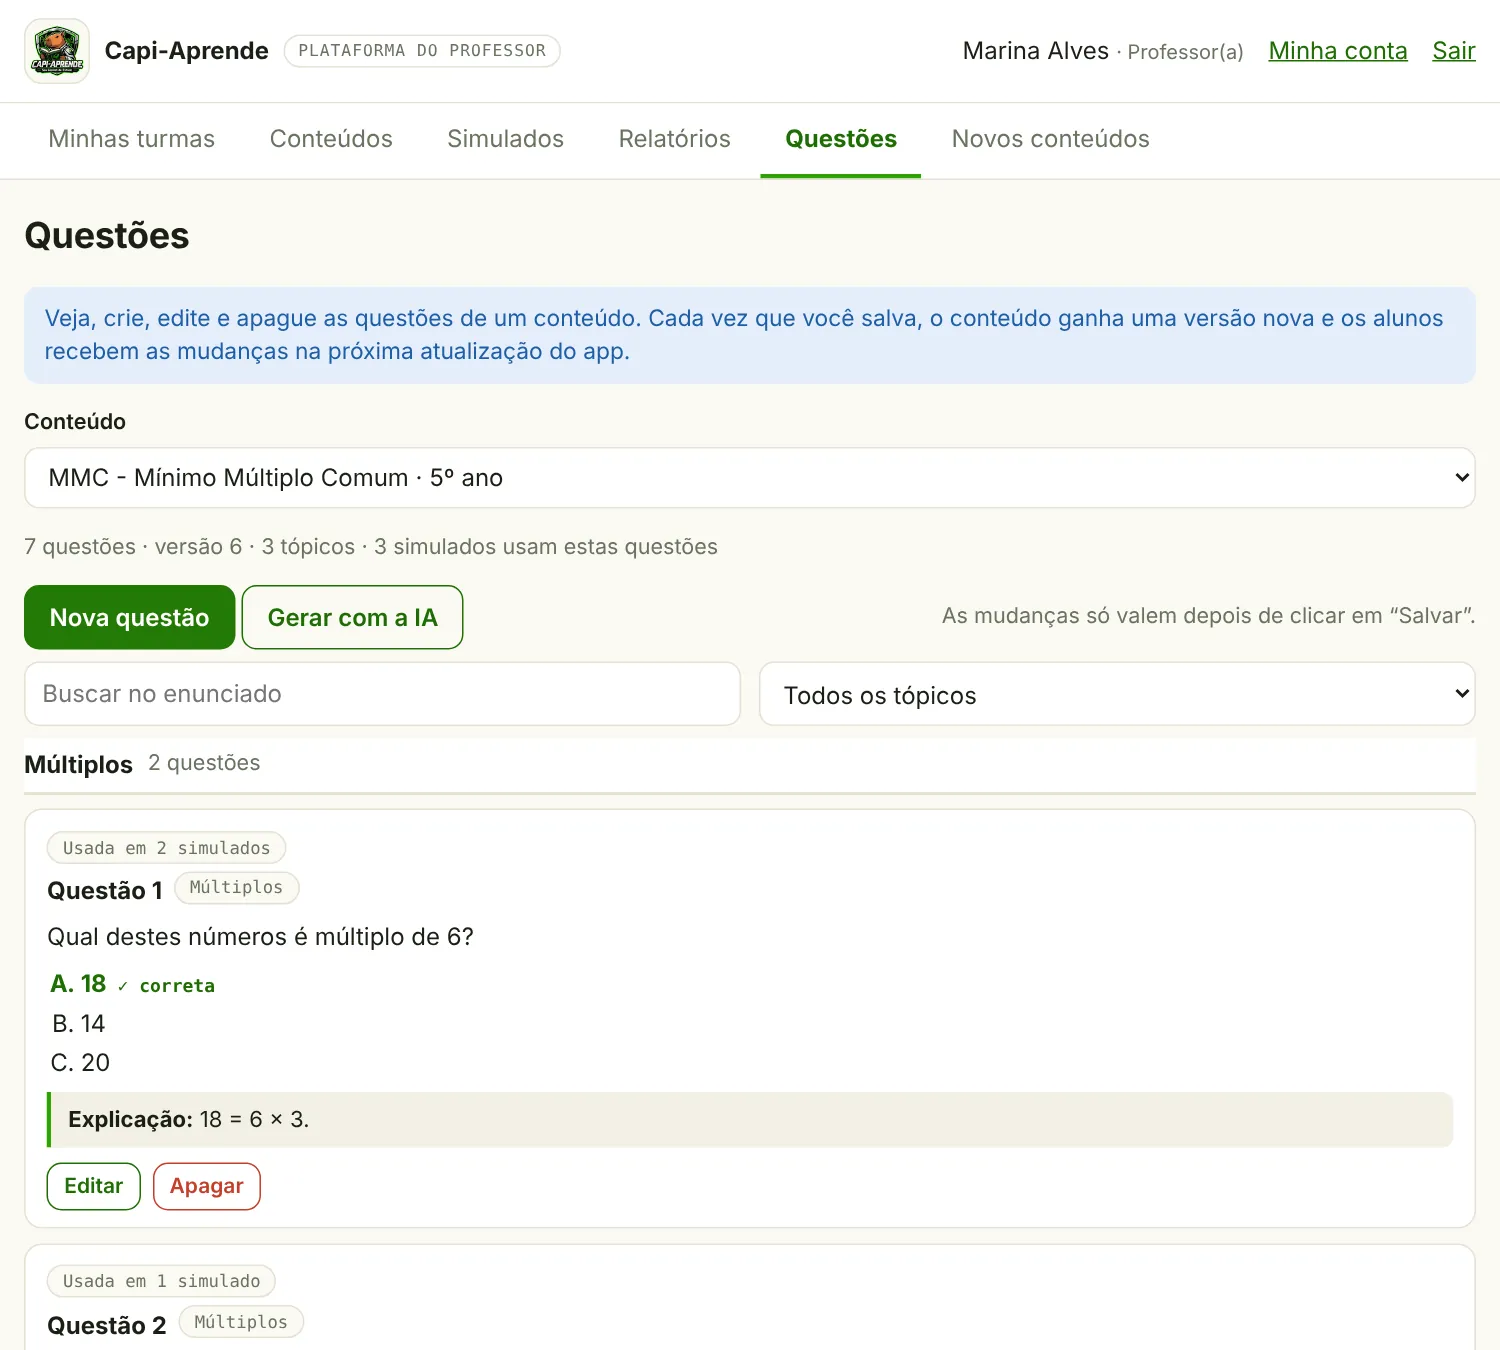 CAPI-APRENDE
Capi-Aprende
PLATAFORMA DO PROFESSOR
Marina Alves · Professor(a)
Minha conta
Sair
Minhas turmas
Conteúdos
Simulados
Relatórios
Questões
Novos conteúdos
Questões
Veja, crie, edite e apague as questões de um conteúdo. Cada vez que você salva, o conteúdo ganha uma versão nova e os alunos
recebem as mudanças na próxima atualização do app.
Conteúdo
MMC - Mínimo Múltiplo Comum · 5º ano
7 questões · versão 6 · 3 tópicos · 3 simulados usam estas questões
Nova questão
Gerar com a IA
As mudanças só valem depois de clicar em “Salvar”.
Buscar no enunciado
Todos os tópicos
Múltiplos 2 questões
Usada em 2 simulados
Questão 1 Múltiplos
Qual destes números é múltiplo de 6?
A. 18 ✓ correta
B. 14
C. 20
Explicação: 18 = 6 × 3.
Editar
Apagar
Usada em 1 simulado
Questão 2 Múltiplos